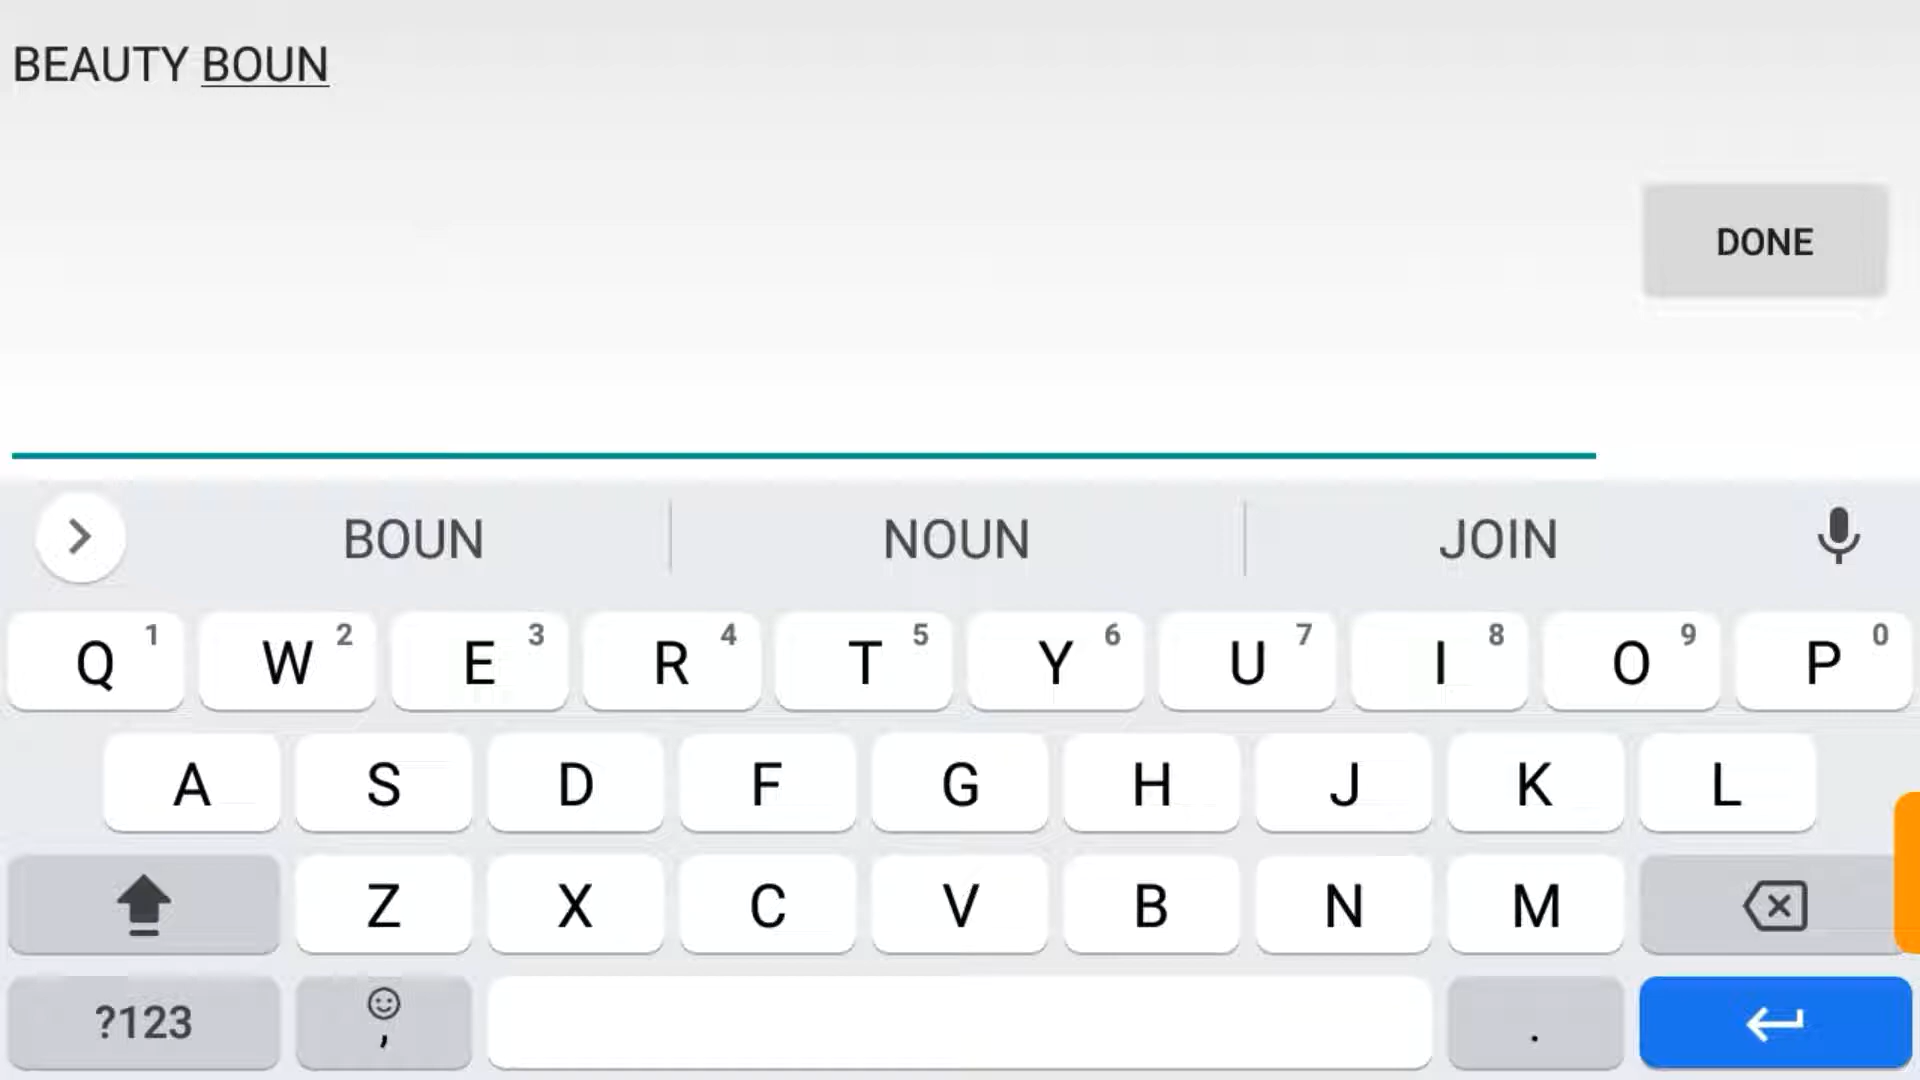 BEAUTY BOUN
DONE
BOUN NOUN JOIN
Q 1 W 2 E 3 R 4 T 5 Y 6 U 7 I 8 O 9 P 0
A S D F G H J K L
Z X C V B N M
?123 , .